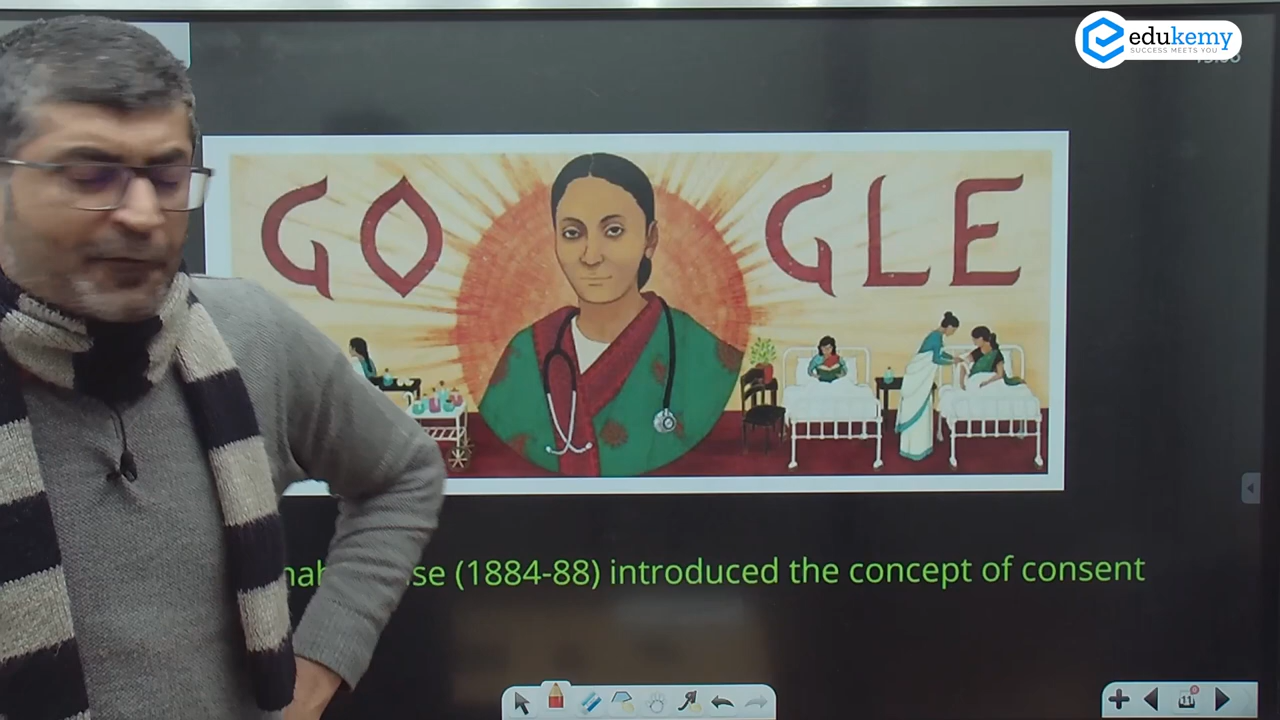 edukemy
SUCCESS MEETS YOU
GO GLE
se (1884-88) introduced the concept of consent